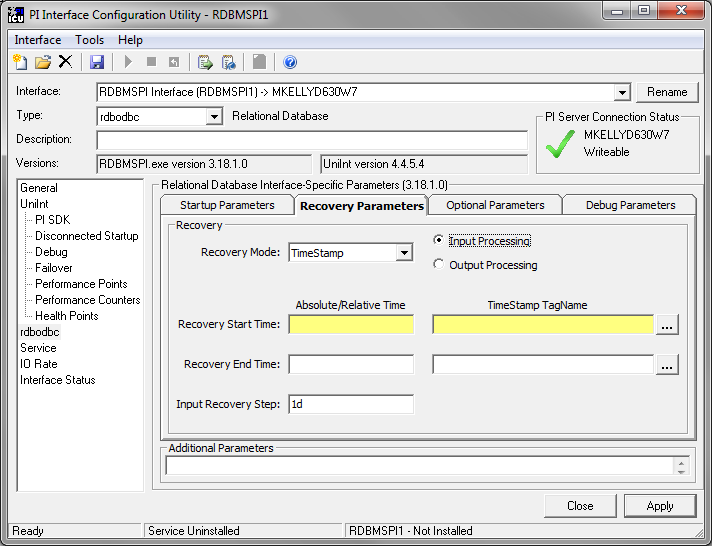 PI Interface Configuration Utility - RDBMSPI1
Interface Tools Help
Interface: RDBMSPI Interface (RDBMSPI1) -> MKELLYD630W7 Rename
Type: rdbodbc Relational Database
PI Server Connection Status
MKELLYD630W7
Writeable
Description:
Versions: RDBMSPI.exe version 3.18.1.0 UniInt version 4.4.5.4
General
UniInt
PI SDK
Disconnected Startup
Debug
Failover
Performance Points
Performance Counters
Health Points
rdbodbc
Service
IO Rate
Interface Status
Relational Database Interface-Specific Parameters (3.18.1.0)
Startup Parameters Recovery Parameters Optional Parameters Debug Parameters
Recovery
Recovery Mode: TimeStamp Input Processing
Output Processing
Absolute/Relative Time TimeStamp TagName
Recovery Start Time: ...
Recovery End Time: ...
Input Recovery Step: 1d
Additional Parameters
Close Apply
Ready Service Uninstalled RDBMSPI1 - Not Installed